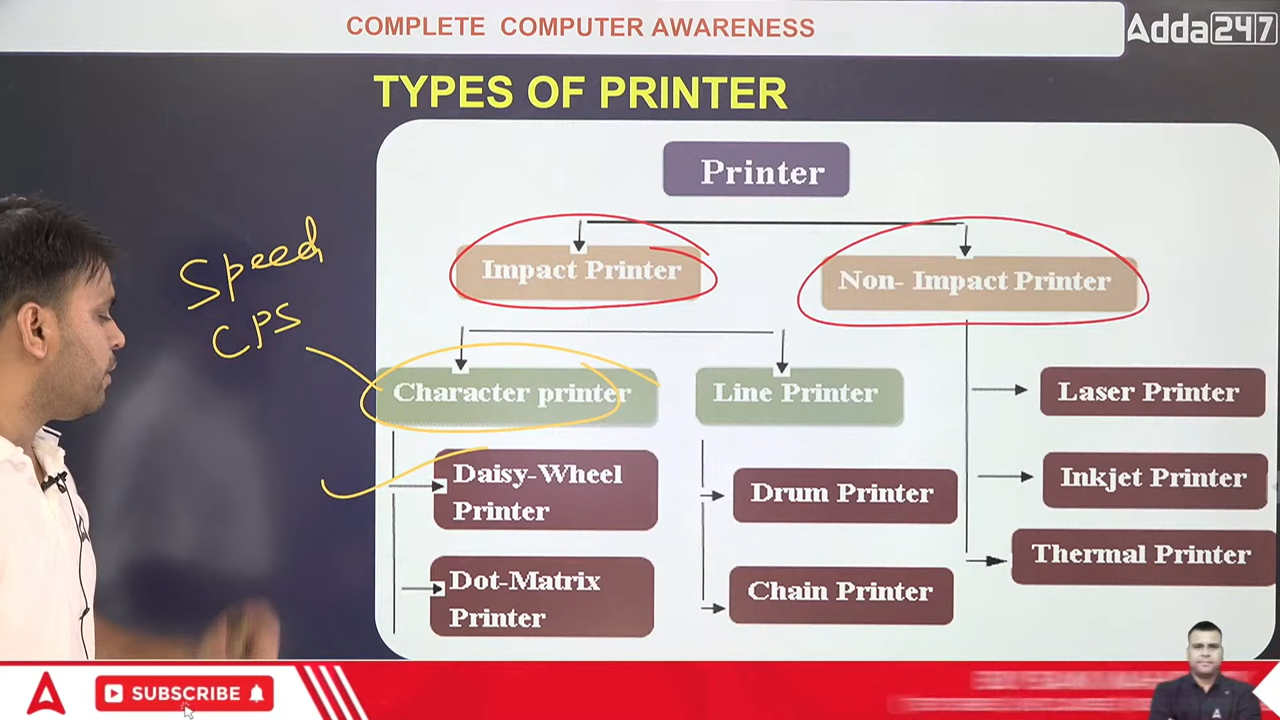 COMPLETE COMPUTER AWARENESS
Adda247
TYPES OF PRINTER
Printer
Speed
CPS
Impact Printer
Non- Impact Printer
Character printer
Line Printer
Laser Printer
Daisy-Wheel
Printer
Drum Printer
Inkjet Printer
Dot-Matrix
Printer
Chain Printer
Thermal Printer
SUBSCRIBE